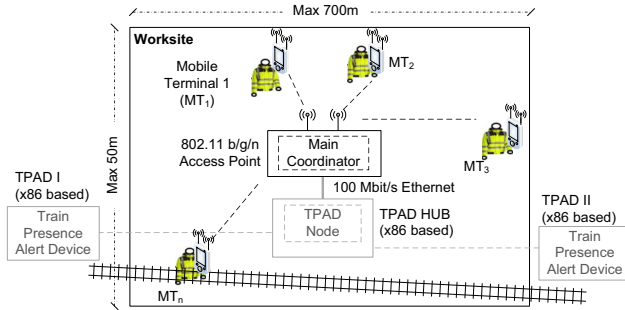 Max 700m
Worksite
Mobile
Terminal 1
(MT1)
MT2
Max 50m
802.11 b/g/n
Access Point
Main
Coordinator
MT3
100 Mbit/s Ethernet
TPAD I
(x86 based)
Train
Presence
Alert Device
TPAD
Node
TPAD HUB
(x86 based)
TPAD II
(x86 based)
Train
Presence
Alert Device
MTn